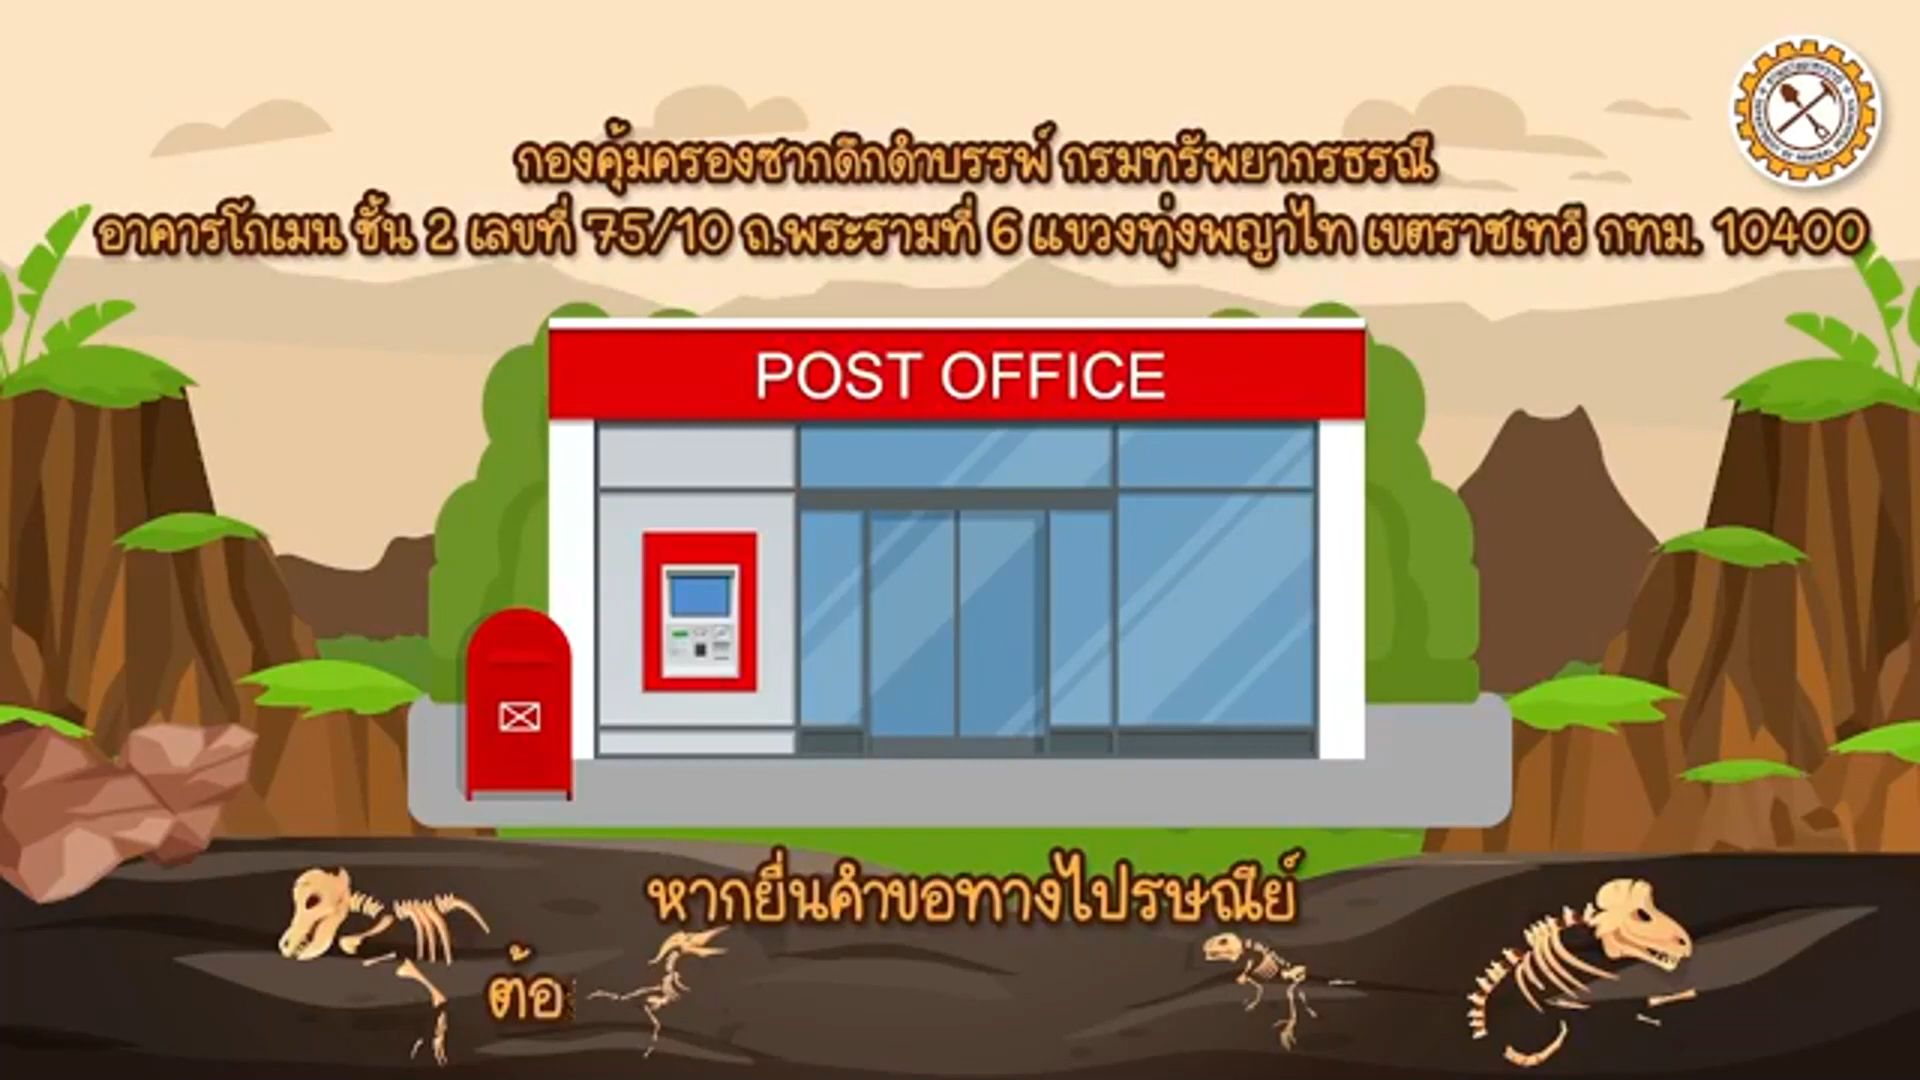 กองคุ้มครองซากดึกดำบรรพ์ กรมทรัพยากรธรณี
อาคารโกเมน ชั้น 2 เลขที่ 75/10 ถ.พระรามที่ 6 แขวงทุ่งพญาไท เขตราชเทวี กทม. 10400
POST OFFICE
หากยื่นคำขอทางไปรษณีย์
ต้อ